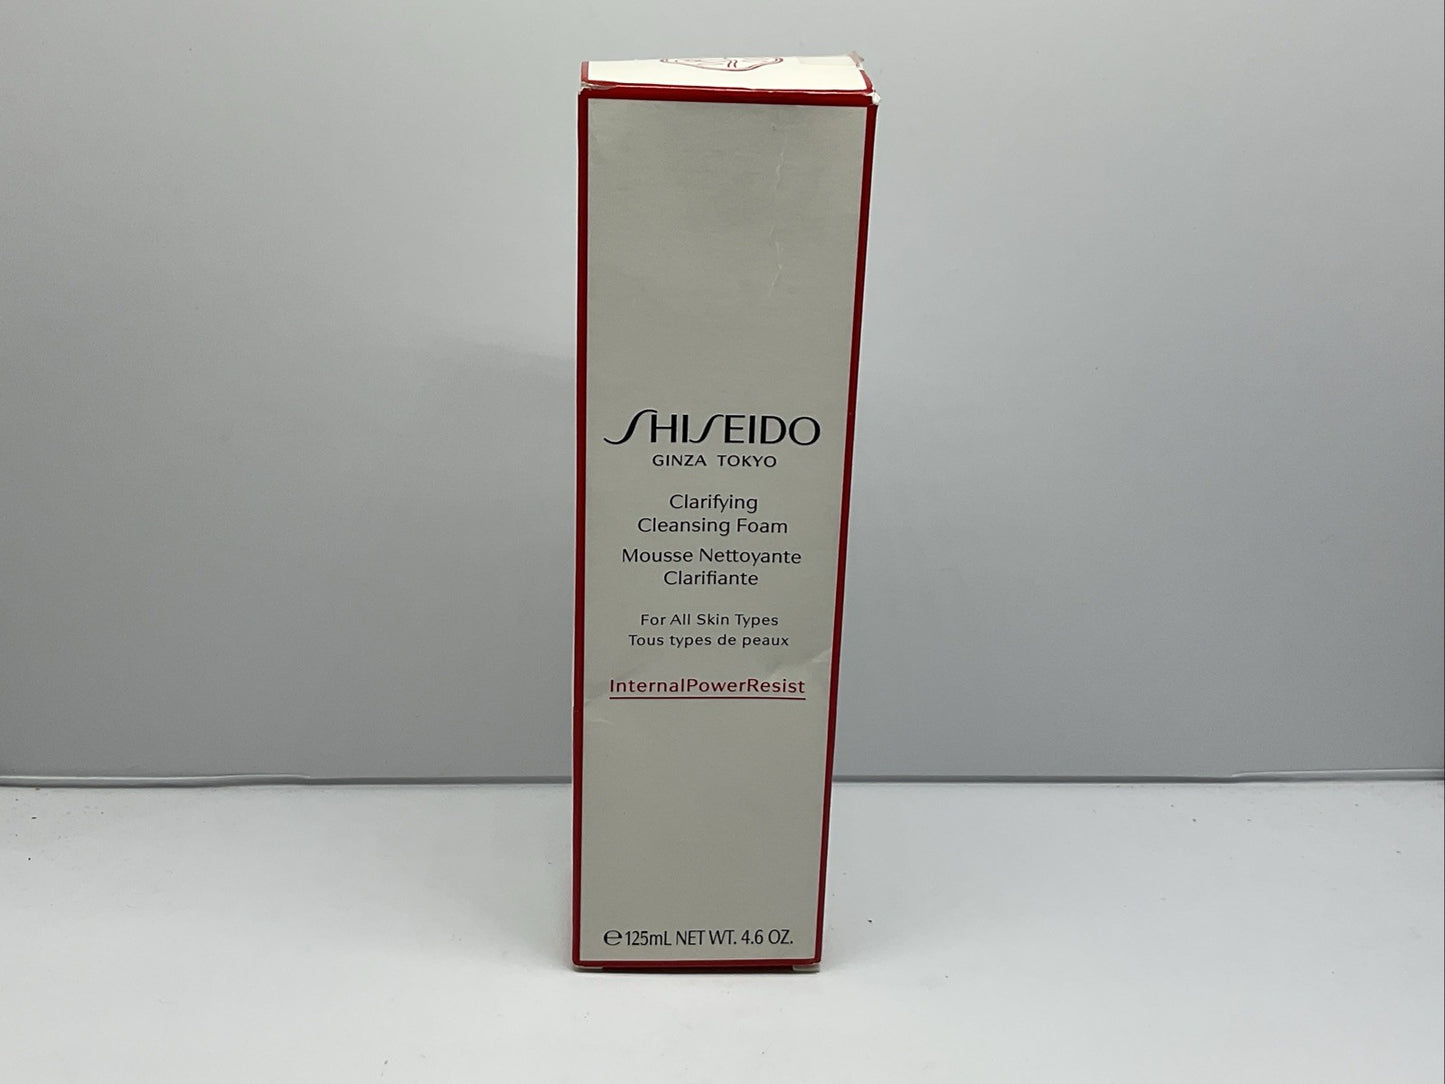 SHISEIDO
GINZA TOKYO
Clarifying
Cleansing Foam
Mousse Nettoyante
Clarifiante
For All Skin Types
Tous types de peaux
InternalPowerResist
℮125mL NET WT. 4.6 OZ.